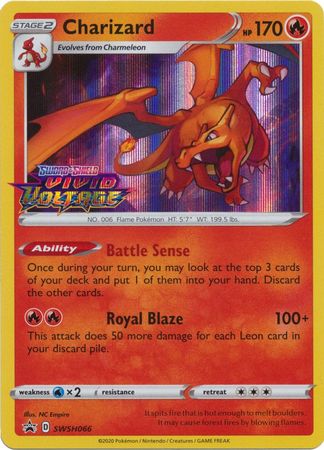 STAGE2 Charizard HP 170
Evolves from Charmeleon
SWORD & SHIELD
VIVID
VOLTAGE
NO. 006 Flame Pokémon HT: 5'7" WT: 199.5 lbs.
Ability Battle Sense
Once during your turn, you may look at the top 3 cards
of your deck and put 1 of them into your hand. Discard
the other cards.
Royal Blaze 100+
This attack does 50 more damage for each Leon card in
your discard pile.
weakness ×2 resistance retreat
Illus. NC Empire
It spits fire that is hot enough to melt boulders.
D SWSH066
It may cause forest fires by blowing flames.
©2020 Pokémon / Nintendo / Creatures / GAME FREAK